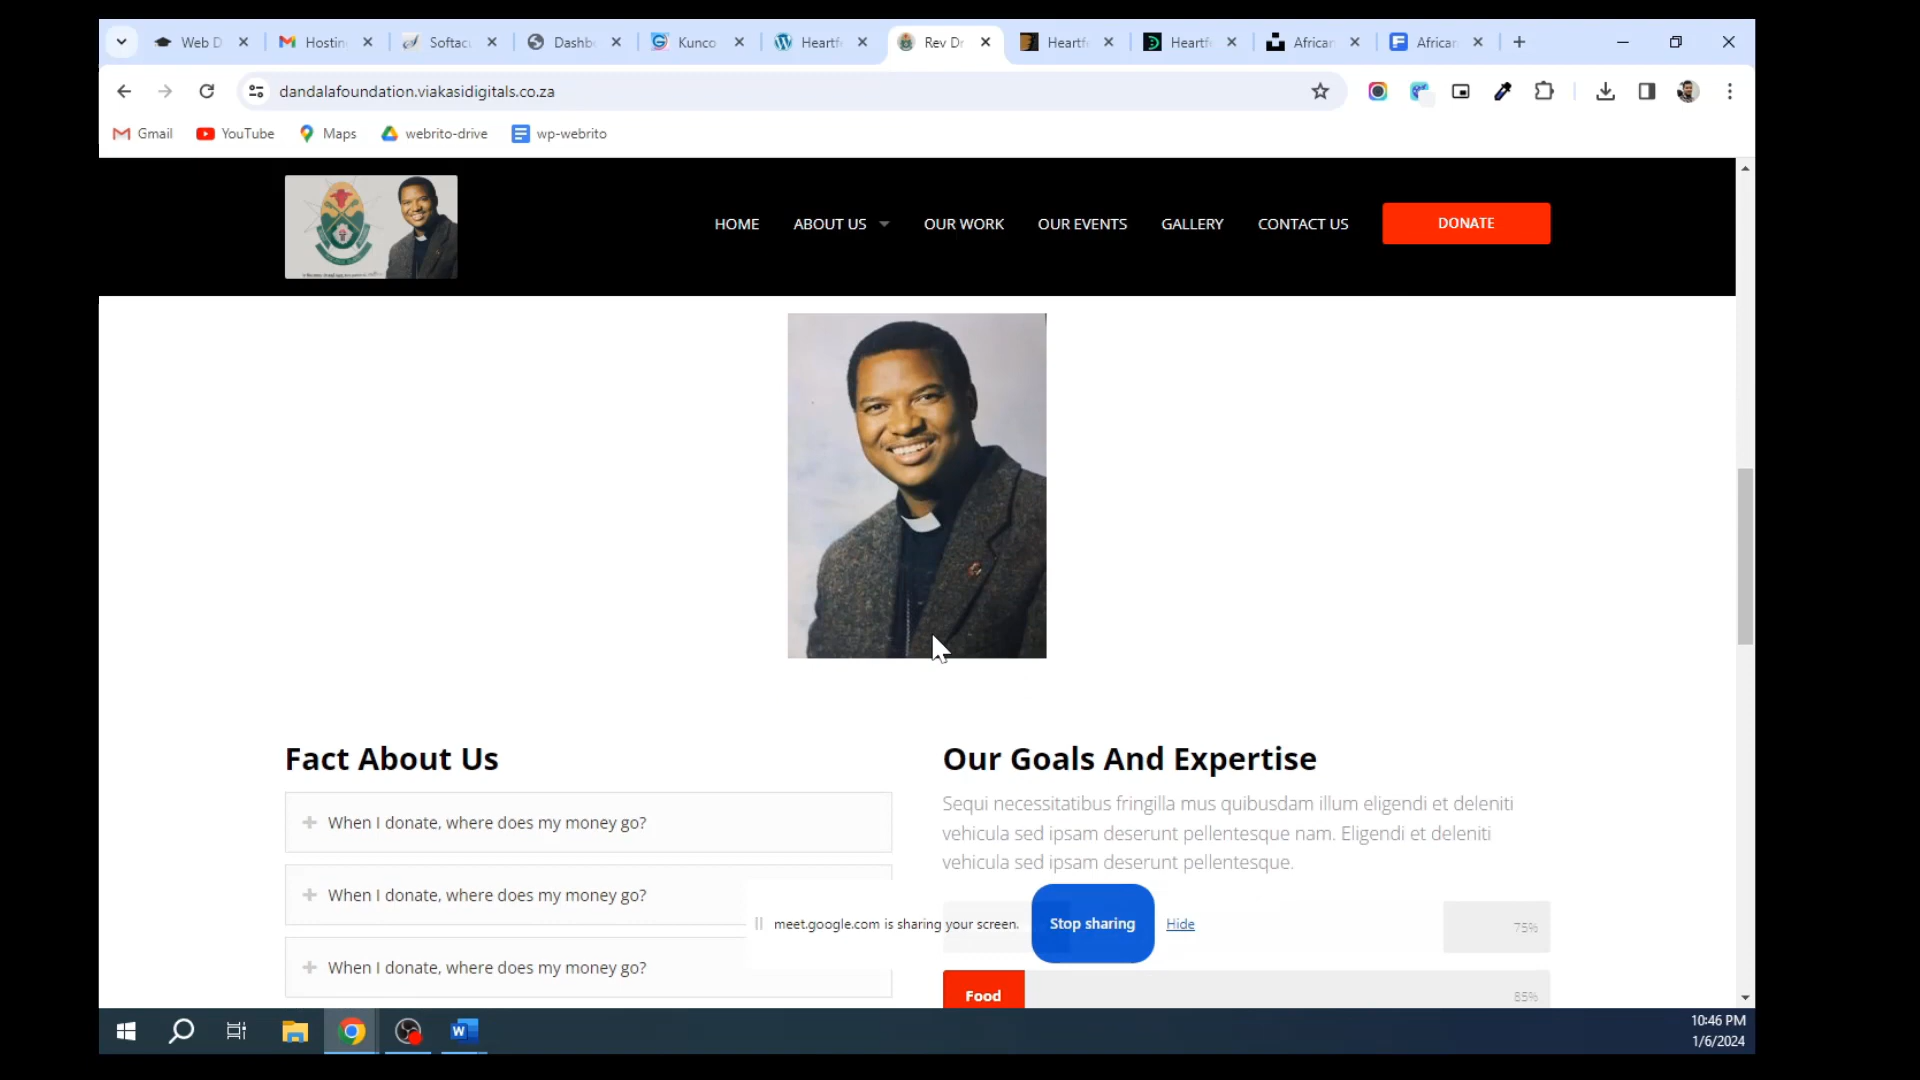 Web D
Hostin
Softacu
Dashb
Kunco
Heartf
Rev Dr
Heartf
Heartf
African
African
dandalafoundation.viakasidigitals.co.za
Gmail
YouTube
Maps
webrito-drive
wp-webrito
HOME
ABOUT US
OUR WORK
OUR EVENTS
GALLERY
CONTACT US
DONATE
Fact About Us
When I donate, where does my money go?
When I donate, where does my money go?
When I donate, where does my money go?
Our Goals And Expertise
Sequi necessitatibus fringilla mus quibusdam illum eligendi et deleniti
vehicula sed ipsam deserunt pellentesque nam. Eligendi et deleniti
vehicula sed ipsam deserunt pellentesque.
75%
Food
85%
meet.google.com is sharing your screen.
Stop sharing
Hide
10:46 PM
1/6/2024